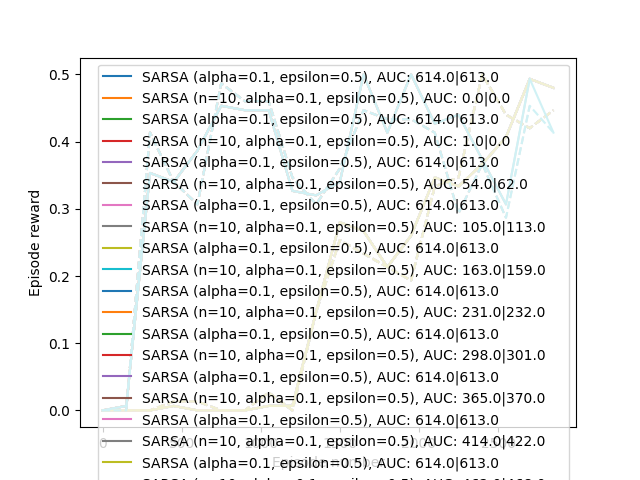 0.5
0.4
0.3
0.2
0.1
0.0
Episode reward
SARSA (alpha=0.1, epsilon=0.5), AUC: 614.0|613.0
SARSA (n=10, alpha=0.1, epsilon=0.5), AUC: 0.0|0.0
SARSA (alpha=0.1, epsilon=0.5), AUC: 614.0|613.0
SARSA (n=10, alpha=0.1, epsilon=0.5), AUC: 1.0|0.0
SARSA (alpha=0.1, epsilon=0.5), AUC: 614.0|613.0
SARSA (n=10, alpha=0.1, epsilon=0.5), AUC: 54.0|62.0
SARSA (alpha=0.1, epsilon=0.5), AUC: 614.0|613.0
SARSA (n=10, alpha=0.1, epsilon=0.5), AUC: 105.0|113.0
SARSA (alpha=0.1, epsilon=0.5), AUC: 614.0|613.0
SARSA (n=10, alpha=0.1, epsilon=0.5), AUC: 163.0|159.0
SARSA (alpha=0.1, epsilon=0.5), AUC: 614.0|613.0
SARSA (n=10, alpha=0.1, epsilon=0.5), AUC: 231.0|232.0
SARSA (alpha=0.1, epsilon=0.5), AUC: 614.0|613.0
SARSA (n=10, alpha=0.1, epsilon=0.5), AUC: 298.0|301.0
SARSA (alpha=0.1, epsilon=0.5), AUC: 614.0|613.0
SARSA (n=10, alpha=0.1, epsilon=0.5), AUC: 365.0|370.0
SARSA (alpha=0.1, epsilon=0.5), AUC: 614.0|613.0
SARSA (n=10, alpha=0.1, epsilon=0.5), AUC: 414.0|422.0
SARSA (alpha=0.1, epsilon=0.5), AUC: 614.0|613.0
0